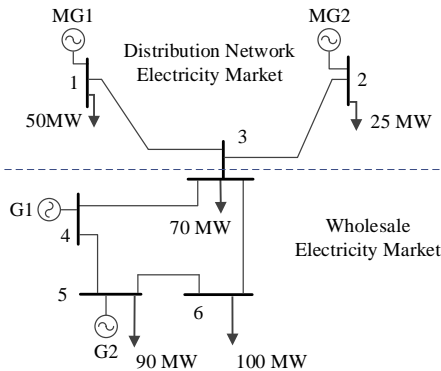 MG1
MG2
Distribution Network
Electricity Market
1
2
50MW
25 MW
3
G1
70 MW
Wholesale
Electricity Market
4
5
6
G2
90 MW
100 MW